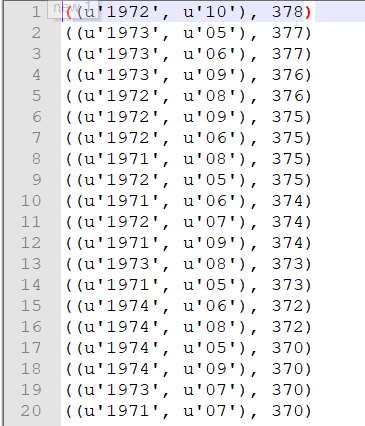 new 1
1 ((u'1972', u'10'), 378)
2 ((u'1973', u'05'), 377)
3 ((u'1973', u'06'), 377)
4 ((u'1973', u'09'), 376)
5 ((u'1972', u'08'), 376)
6 ((u'1972', u'09'), 375)
7 ((u'1972', u'06'), 375)
8 ((u'1971', u'08'), 375)
9 ((u'1972', u'05'), 375)
10 ((u'1971', u'06'), 374)
11 ((u'1972', u'07'), 374)
12 ((u'1971', u'09'), 374)
13 ((u'1973', u'08'), 373)
14 ((u'1971', u'05'), 373)
15 ((u'1974', u'06'), 372)
16 ((u'1974', u'08'), 372)
17 ((u'1974', u'05'), 370)
18 ((u'1974', u'09'), 370)
19 ((u'1973', u'07'), 370)
20 ((u'1971', u'07'), 370)